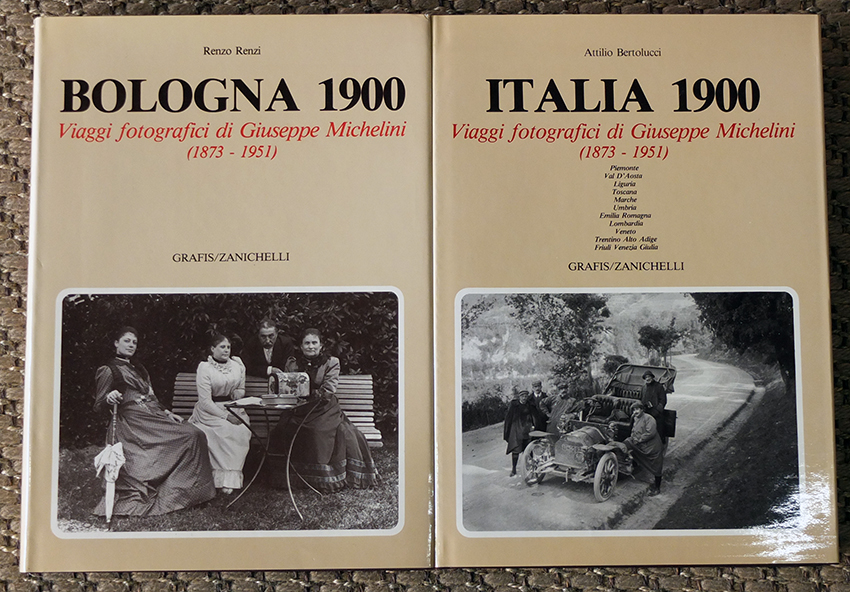 Renzo Renzi
BOLOGNA 1900
Viaggi fotografici di Giuseppe Michelini
(1873 - 1951)
GRAFIS/ZANICHELLI
Attilio Bertolucci
ITALIA 1900
Viaggi fotografici di Giuseppe Michelini
(1873 - 1951)
Piemonte
Val D'Aosta
Liguria
Toscana
Marche
Umbria
Emilia Romagna
Lombardia
Veneto
Trentino Alto Adige
Friuli Venezia Giulia
GRAFIS/ZANICHELLI